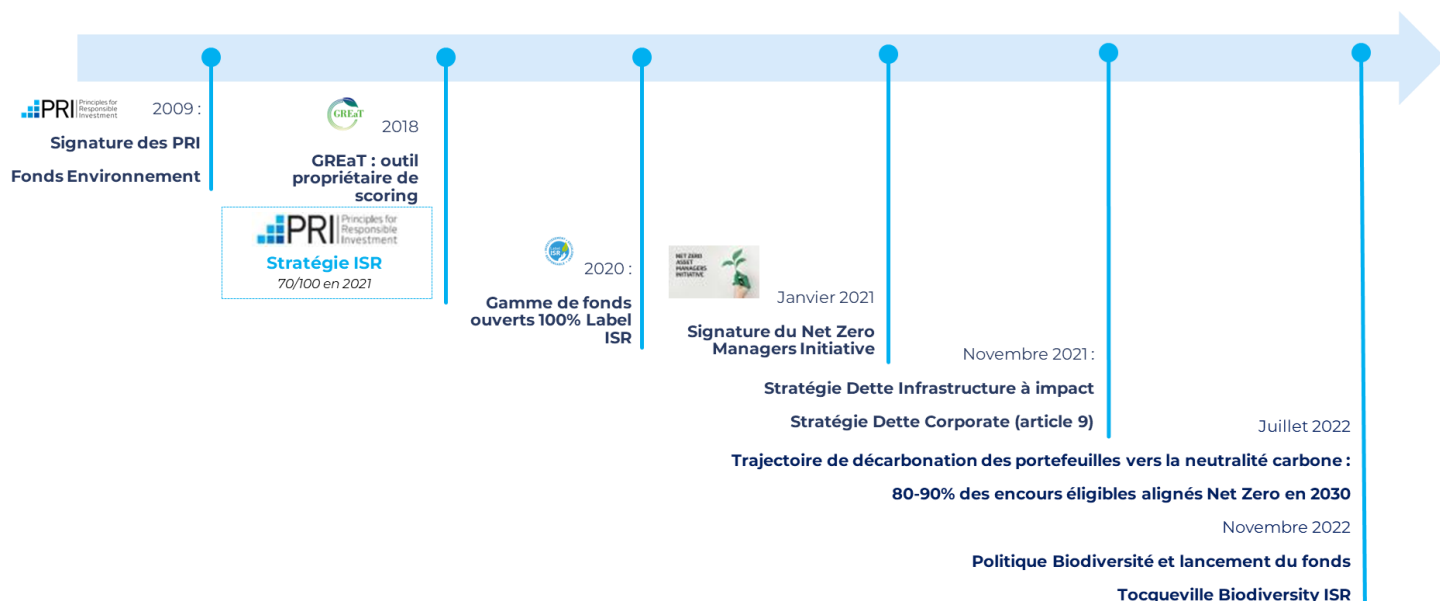 PRI Principles for
Responsible
Investment
2009 :
Signature des PRI
Fonds Environnement
GREaT
2018
GREaT : outil
propriétaire de
scoring
PRI Principles for
Responsible
Investment
Stratégie ISR
70/100 en 2021
ISR
2020 :
Gamme de fonds
ouverts 100% Label
ISR
NET ZERO
ASSET
MANAGERS
INITIATIVE
Janvier 2021
Signature du Net Zero
Managers Initiative
Novembre 2021 :
Stratégie Dette Infrastructure à impact
Stratégie Dette Corporate (article 9)
Juillet 2022
Trajectoire de décarbonation des portefeuilles vers la neutralité carbone :
80-90% des encours éligibles alignés Net Zero en 2030
Novembre 2022
Politique Biodiversité et lancement du fonds
Tocqueville Biodiversity ISR